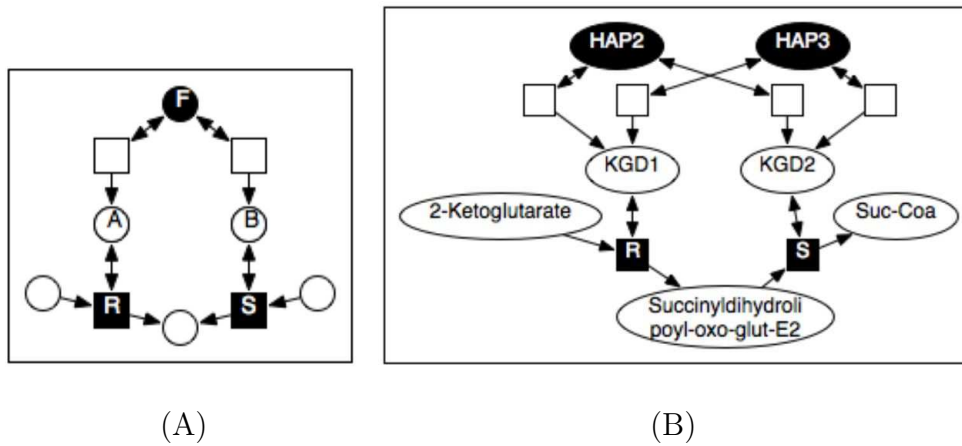 F
A
B
R
S
(A)
HAP2
HAP3
KGD1
KGD2
2-Ketoglutarate
Suc-Coa
R
S
Succinyldihydroli
poyl-oxo-glut-E2
(B)